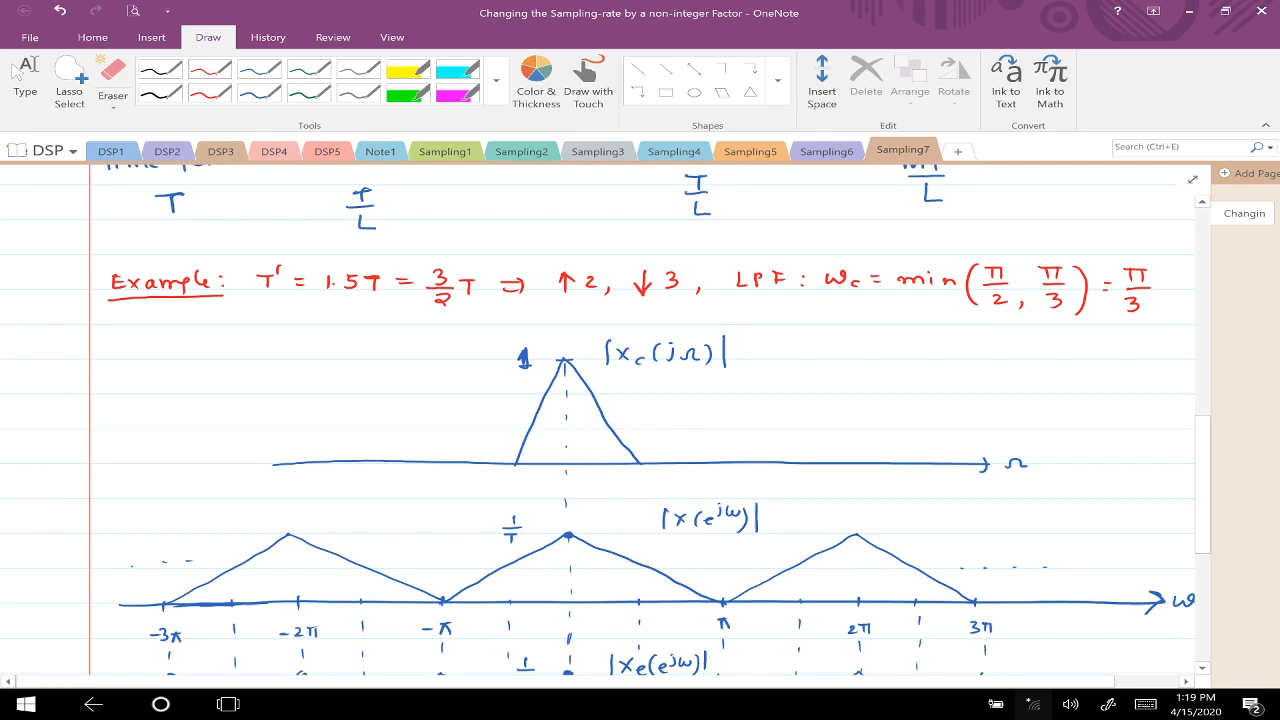 Changing the Sampling-rate by a non-integer Factor - OneNote
File Home Insert Draw History Review View
Type Lasso Select Eraser Color & Thickness Draw with Touch Insert Space Delete Arrange Rotate Ink to Text Ink to Math
Tools Shapes Edit Convert
DSP DSP1 DSP2 DSP3 DSP4 DSP5 Note1 Sampling1 Sampling2 Sampling3 Sampling4 Sampling5 Sampling6 Sampling7 Search (Ctrl+E)
Add Page
Changin
T T/L T/L
Example: T' = 1.5T = 3/2 T ⇒ ↑2, ↓3, LPF: ωc = min(π/2, π/3) = π/3
1 |Xc(jΩ)|
Ω
1/T |X(e^jω)|
ω
-3π -2π -π π 2π 3π
1 |Xe(e^jω)|
1:19 PM
4/15/2020
2